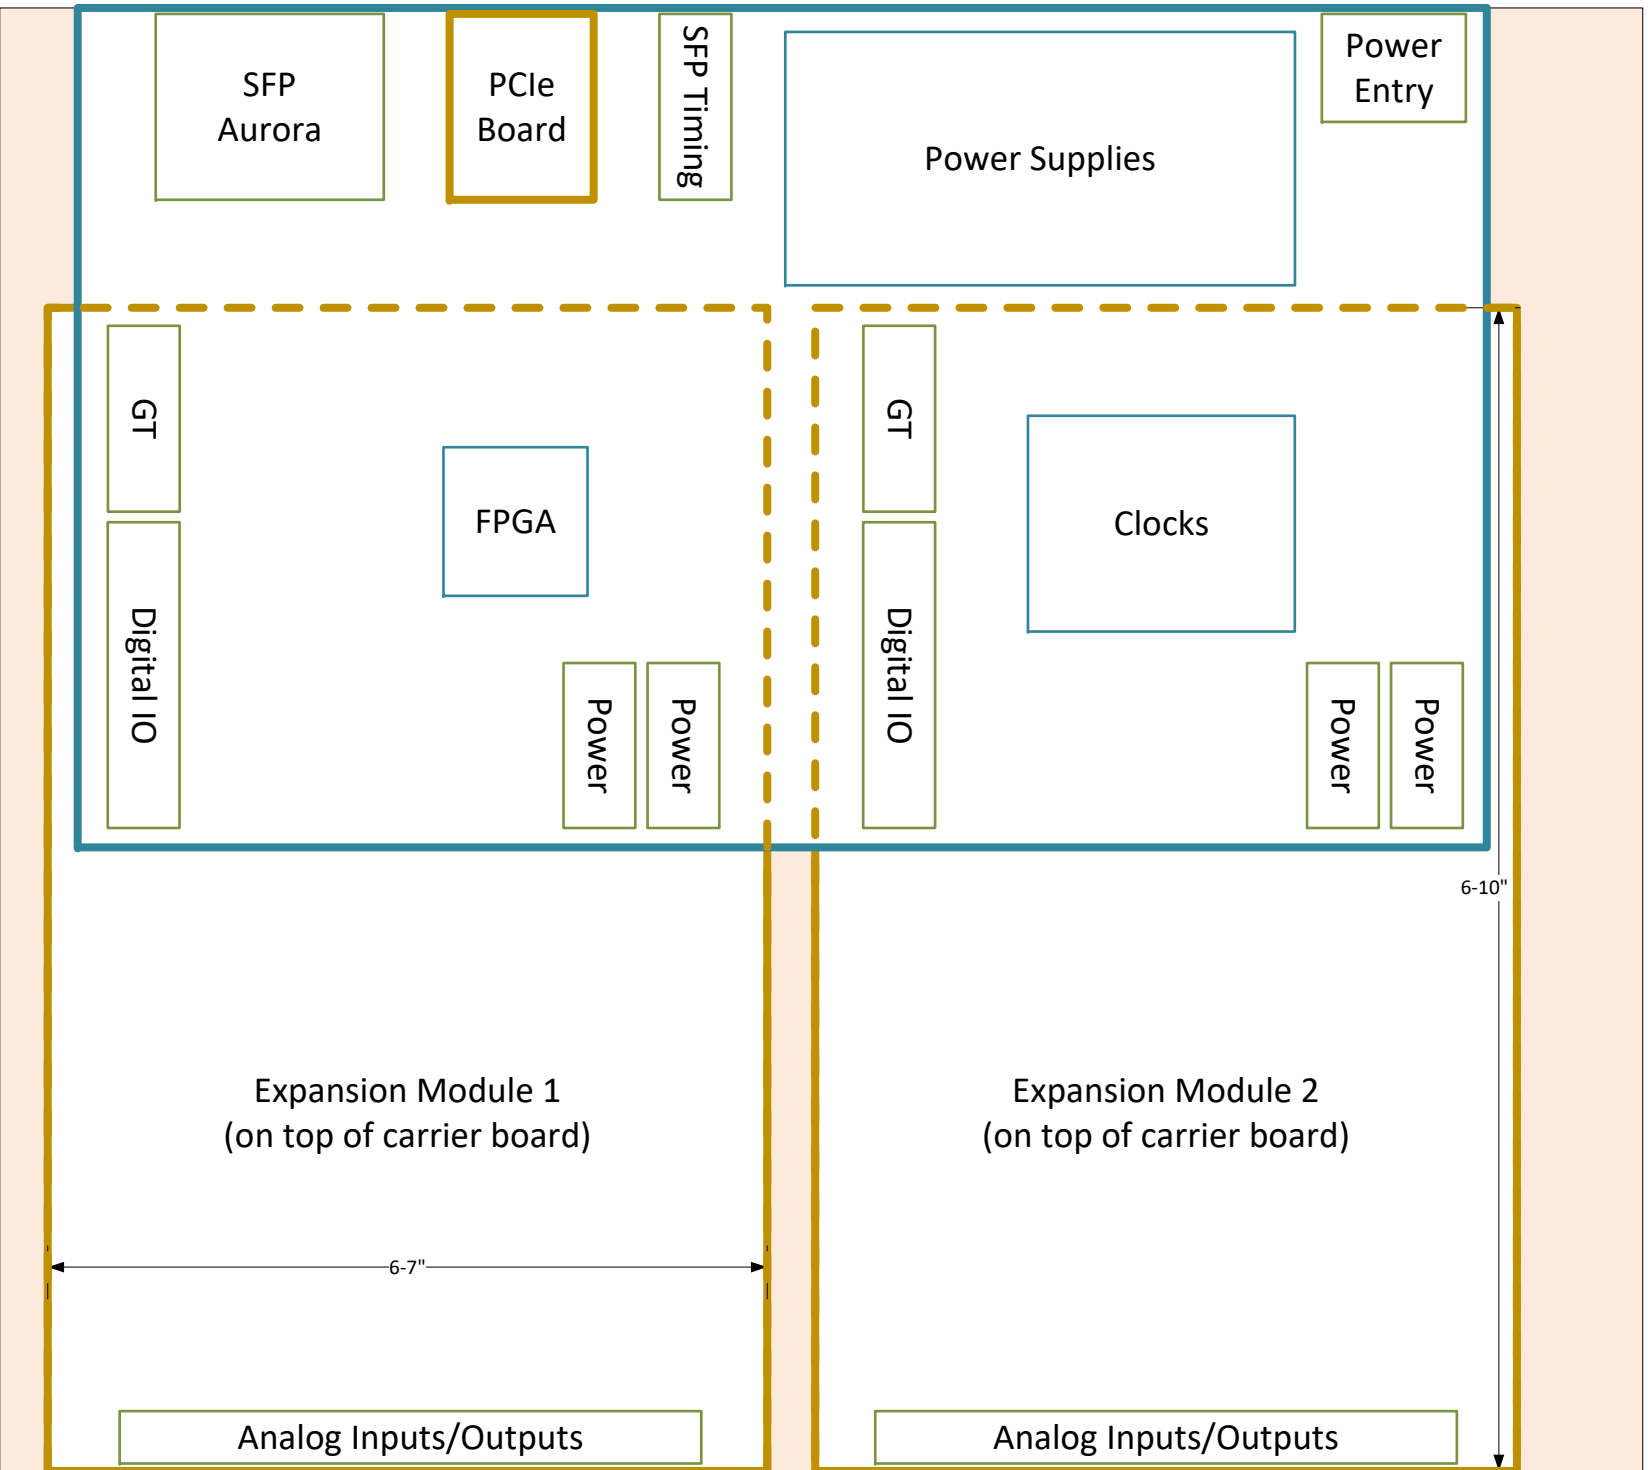 SFP
Aurora
PCIe
Board
SFP Timing
Power Supplies
Power
Entry
GT
GT
FPGA
Clocks
Digital IO
Power
Power
Digital IO
Power
Power
6-10"
Expansion Module 1
(on top of carrier board)
Expansion Module 2
(on top of carrier board)
6-7"
Analog Inputs/Outputs
Analog Inputs/Outputs